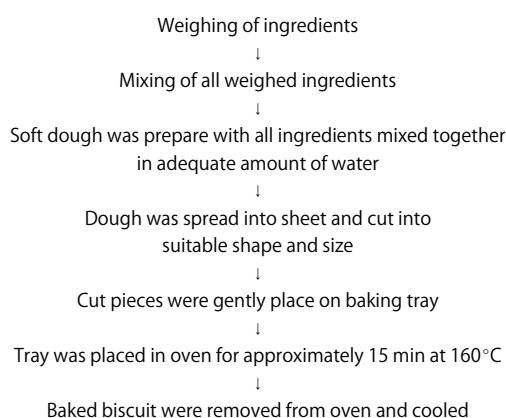 Weighing of ingredients
↓
Mixing of all weighed ingredients
↓
Soft dough was prepare with all ingredients mixed together
in adequate amount of water
↓
Dough was spread into sheet and cut into
suitable shape and size
↓
Cut pieces were gently place on baking tray
↓
Tray was placed in oven for approximately 15 min at 160°C
↓
Baked biscuit were removed from oven and cooled